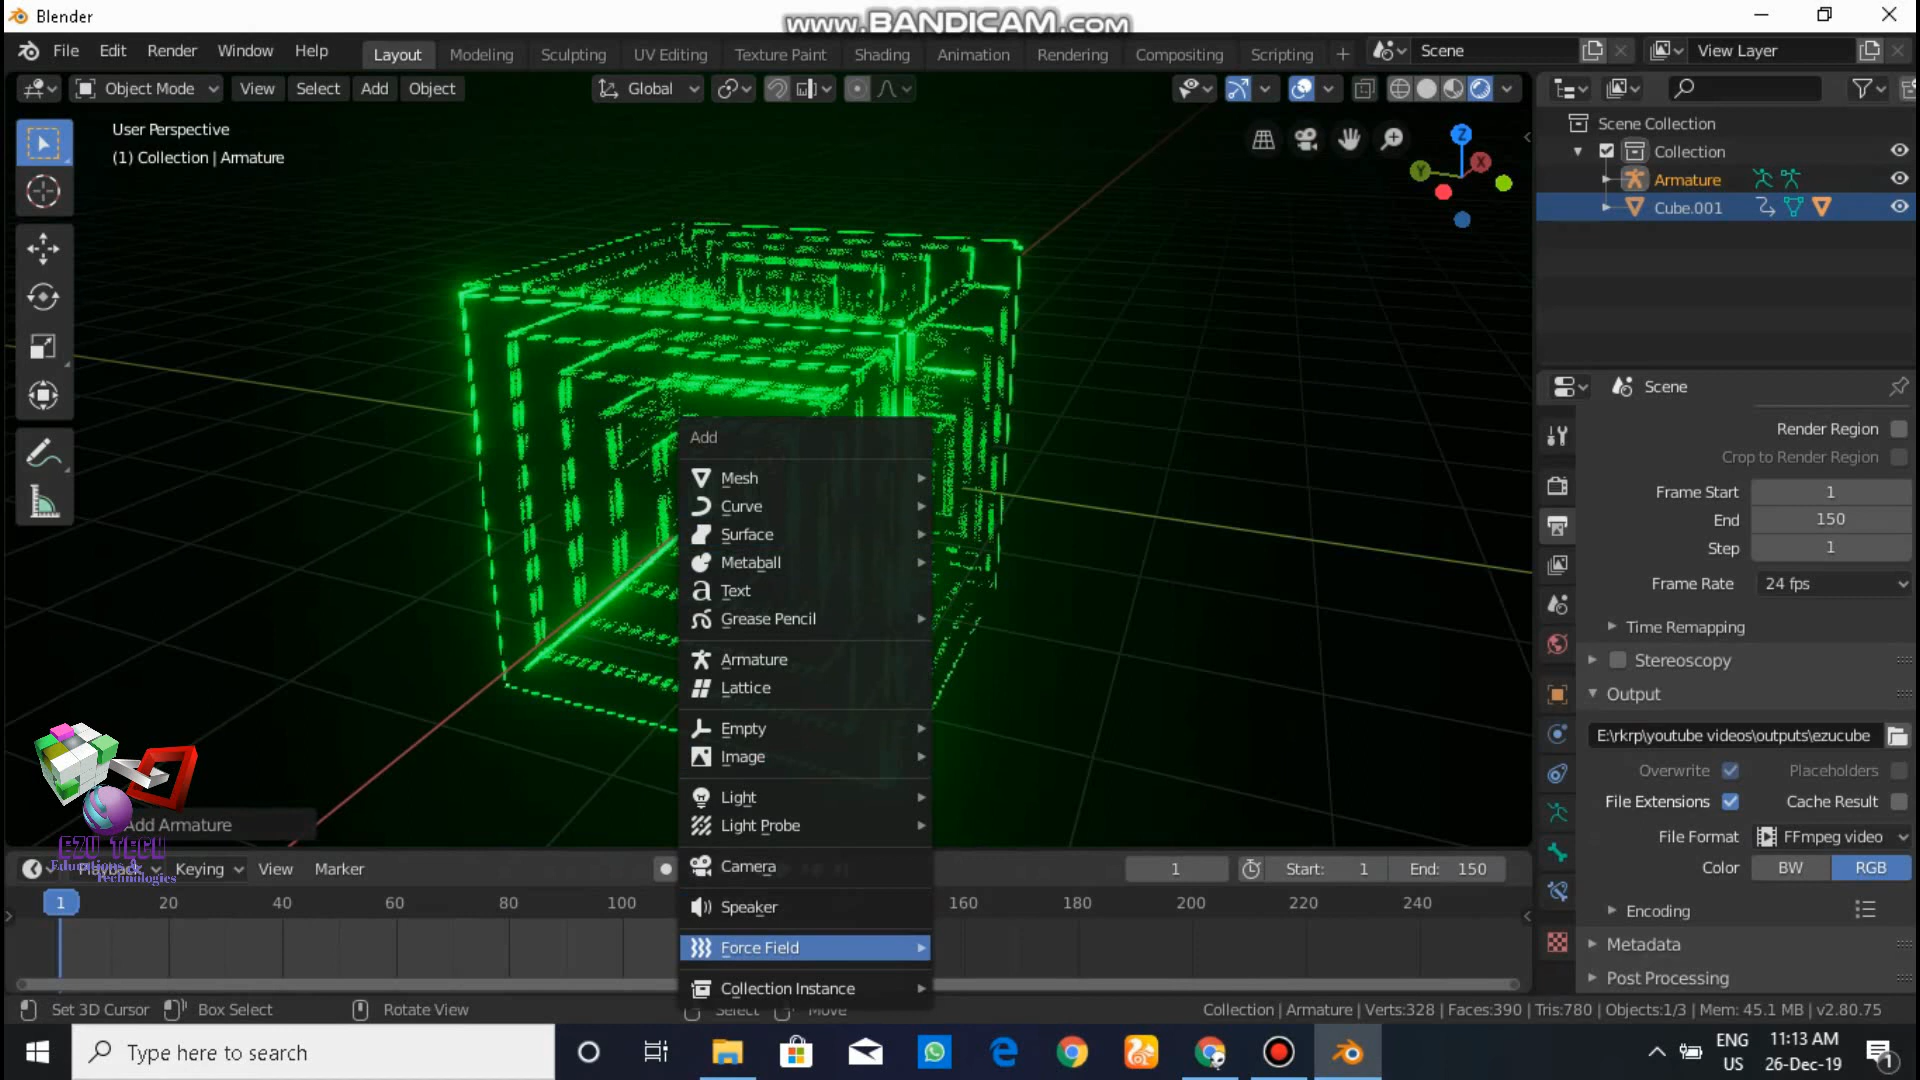 Blender
www.BANDICAM.com
File Edit Render Window Help
Layout Modeling Sculpting UV Editing Texture Paint Shading Animation Rendering Compositing Scripting +
Scene
View Layer
Object Mode View Select Add Object
Global
User Perspective
(1) Collection | Armature
Z
Y
X
Scene Collection
Collection
Armature
Cube.001
Scene
Render Region
Crop to Render Region
Frame Start 1
End 150
Step 1
Frame Rate 24 fps
Time Remapping
Stereoscopy
Output
E:\rkrp\youtube videos\outputs\ezucube
Overwrite Placeholders
File Extensions Cache Result
File Format FFmpeg video
Color BW RGB
Encoding
Metadata
Post Processing
Add
Mesh
Curve
Surface
Metaball
Text
Grease Pencil
Armature
Lattice
Empty
Image
Light
Light Probe
Camera
Speaker
Force Field
Collection Instance
Add Armature
EZU TECH
Educations &
Technologies
Playback Keying View Marker
1 Start: 1 End: 150
1 20 40 60 80 100 160 180 200 220 240
Set 3D Cursor Box Select Rotate View Select Move
Collection | Armature | Verts:328 | Faces:390 | Tris:780 | Objects:1/3 | Mem: 45.1 MB | v2.80.75
Type here to search
ENG
US
11:13 AM
26-Dec-19
1